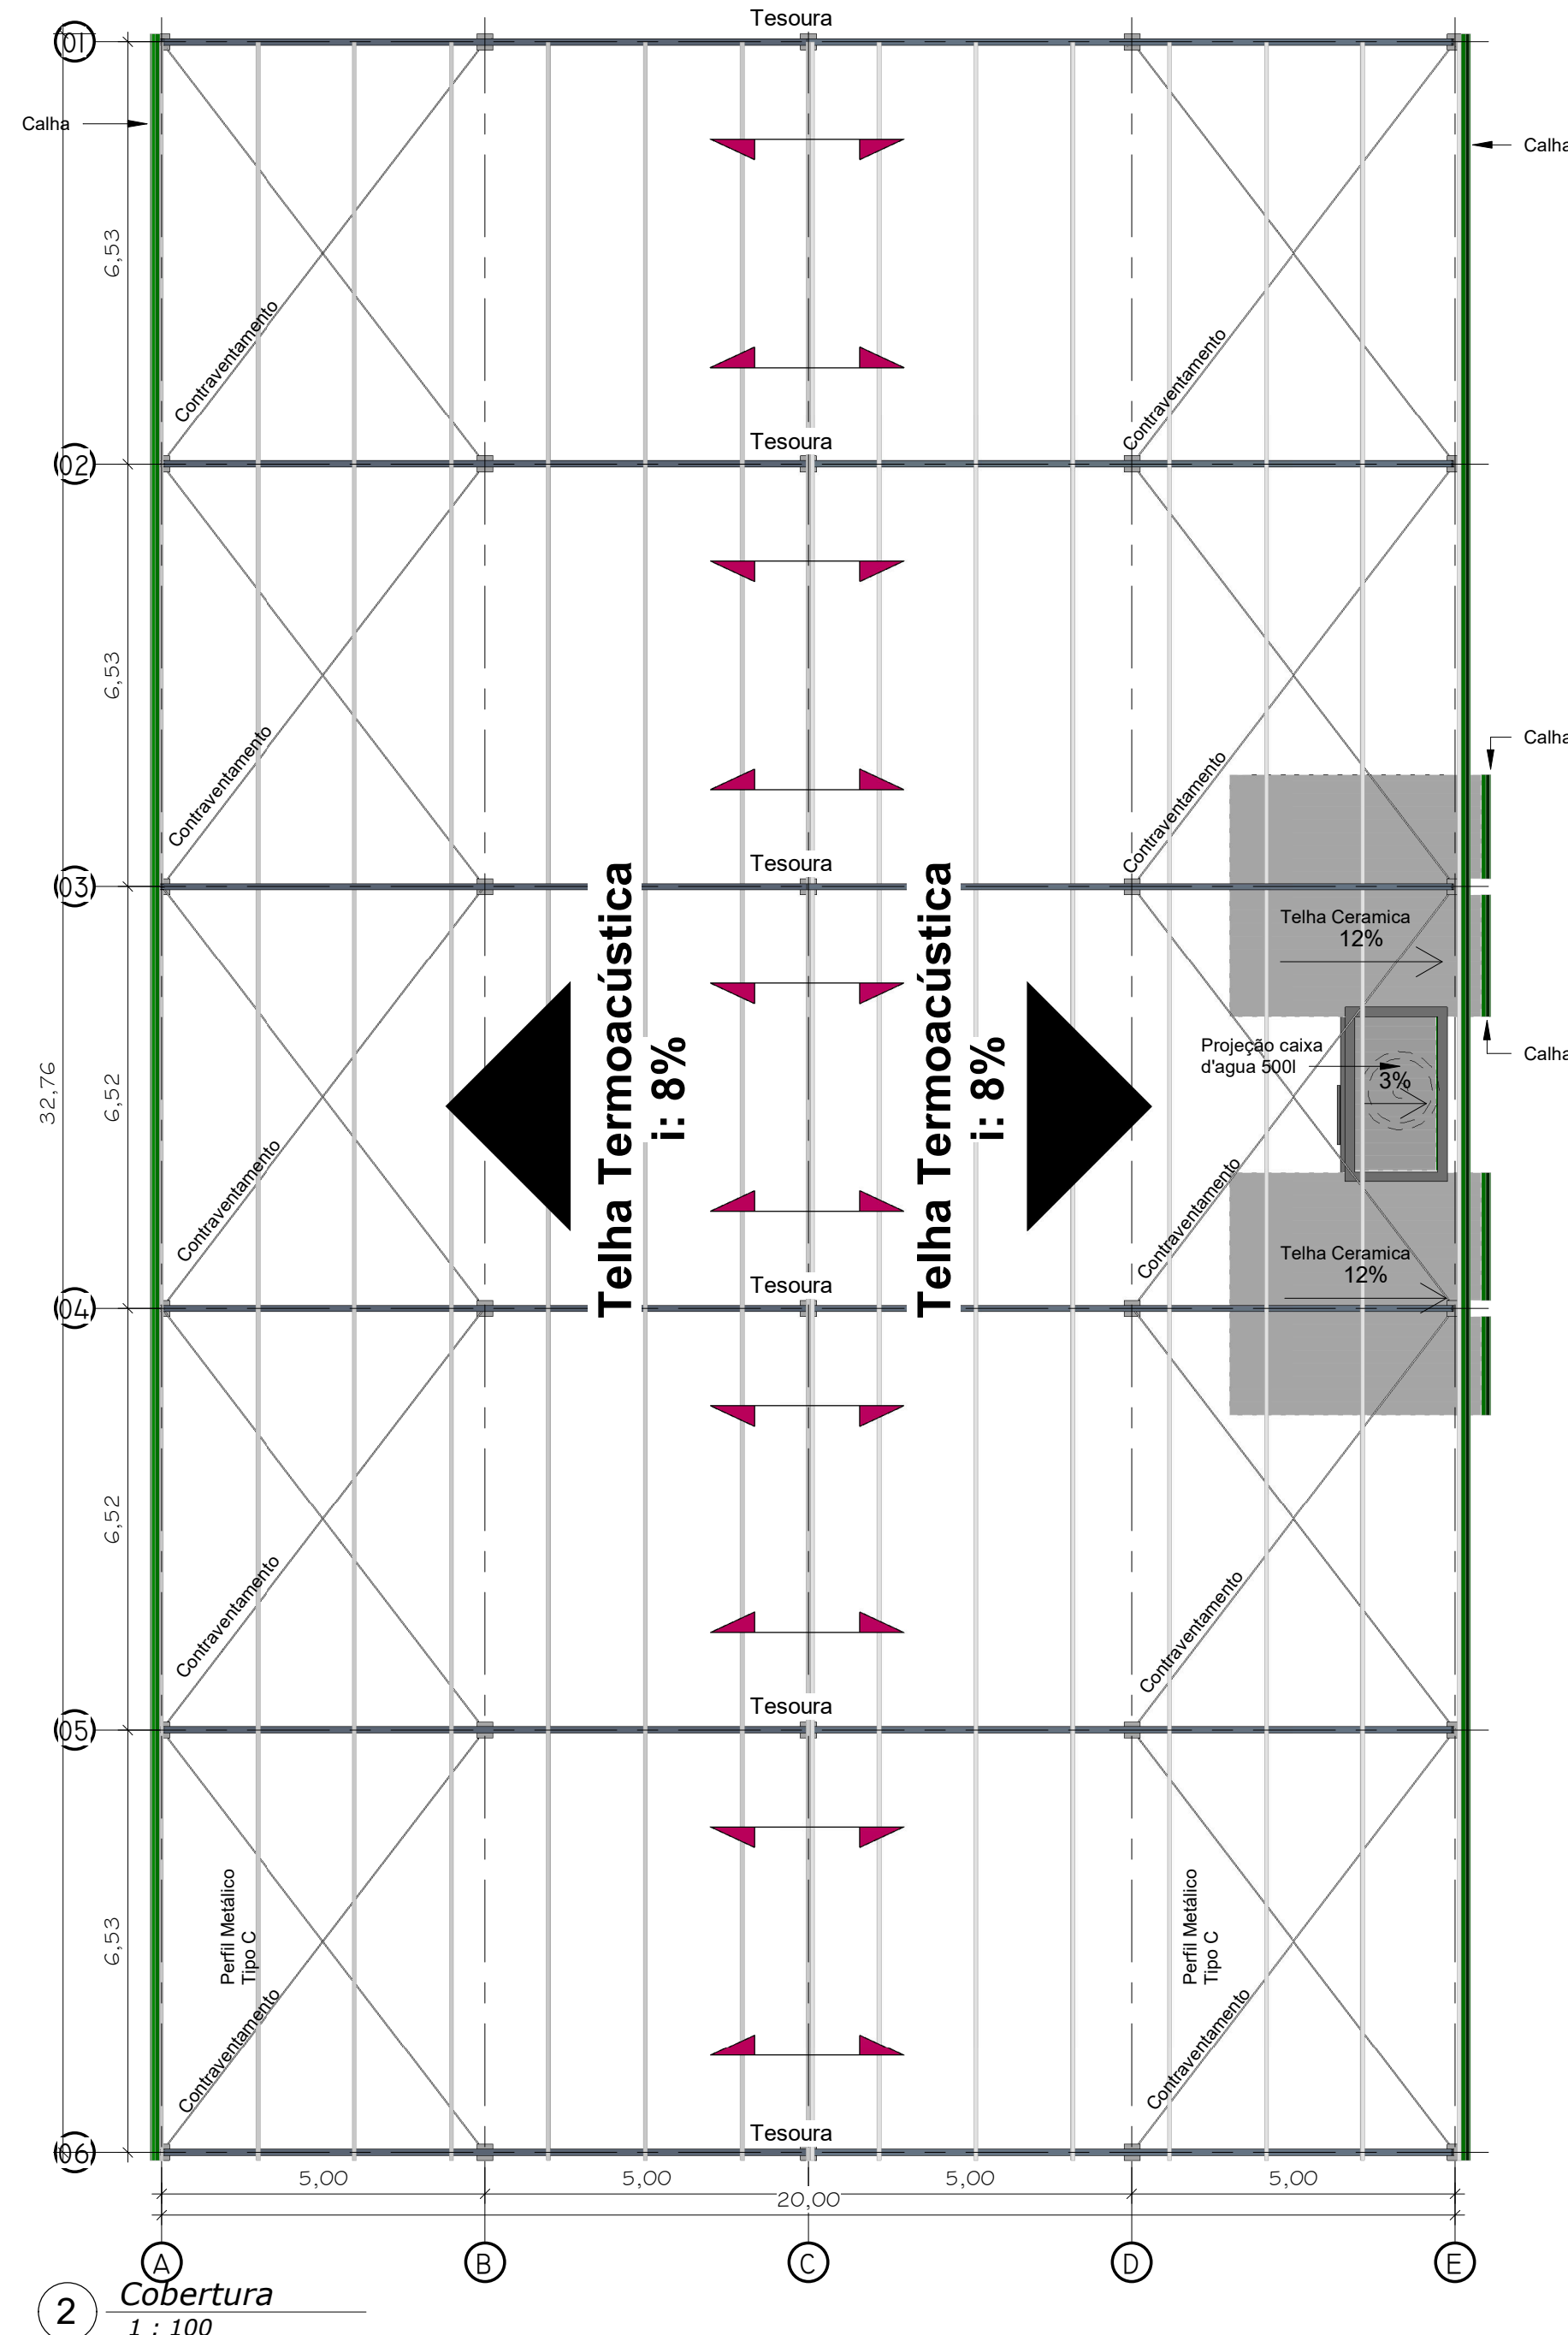 Tesoura
01
Calha
Calha
6,53
Contraventamento
Contraventamento
Tesoura
02
6,53
Calha
Contraventamento
Contraventamento
Tesoura
03
Telha Termoacústica
i: 8%
Telha Termoacústica
i: 8%
Telha Ceramica
12%
Projeção caixa
d'agua 500l
3%
Calha
32,76
6,52
Contraventamento
Contraventamento
Telha Ceramica
12%
Tesoura
04
6,52
Contraventamento
Contraventamento
Tesoura
05
6,53
Perfil Metálico
Tipo C
Perfil Metálico
Tipo C
Contraventamento
Contraventamento
Tesoura
06
5,00
5,00
5,00
5,00
20,00
A
B
C
D
E
2
Cobertura
1 : 100